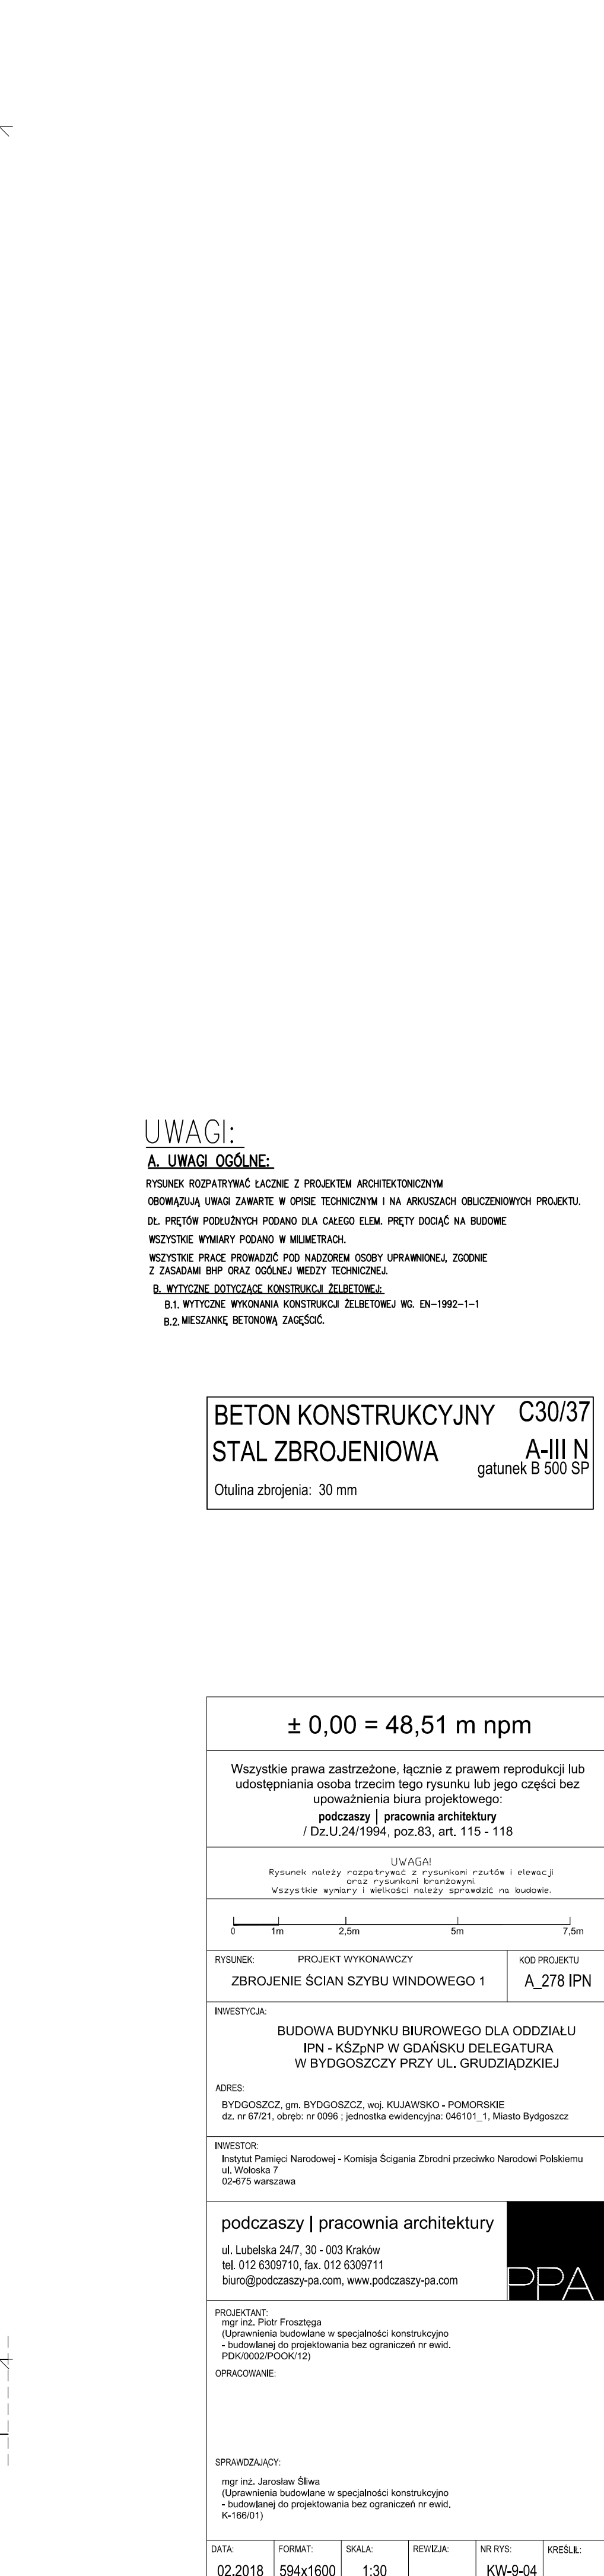 UWAGI:
A. UWAGI OGÓLNE:
RYSUNEK ROZPATRYWAĆ ŁACZNIE Z PROJEKTEM ARCHITEKTONICZNYM
OBOWIĄZUJĄ UWAGI ZAWARTE W OPISIE TECHNICZNYM I NA ARKUSZACH OBLICZENIOWYCH PROJEKTU.
DŁ. PRĘTÓW PODŁUŻNYCH PODANO DLA CAŁEGO ELEM. PRĘTY DOCIĄĆ NA BUDOWIE
WSZYSTKIE WYMIARY PODANO W MILIMETRACH.
WSZYSTKIE PRACE PROWADZIĆ POD NADZOREM OSOBY UPRAWNIONEJ, ZGODNIE
Z ZASADAMI BHP ORAZ OGÓLNEJ WIEDZY TECHNICZNEJ.
B. WYTYCZNE DOTYCZĄCE KONSTRUKCJI ŻELBETOWEJ:
B.1. WYTYCZNE WYKONANIA KONSTRUKCJI ŻELBETOWEJ WG. EN-1992-1-1
B.2. MIESZANKĘ BETONOWĄ ZAGĘŚCIĆ.
BETON KONSTRUKCYJNY C30/37
STAL ZBROJENIOWA A-III N
gatunek B 500 SP
Otulina zbrojenia: 30 mm
± 0,00 = 48,51 m npm
Wszystkie prawa zastrzeżone, łącznie z prawem reprodukcji lub
udostępniania osoba trzecim tego rysunku lub jego części bez
upoważnienia biura projektowego:
podczaszy | pracownia architektury
/ Dz.U.24/1994, poz.83, art. 115 - 118
UWAGA!
Rysunek należy rozpatrywać z rysunkami rzutów i elewacji
oraz rysunkami branżowymi.
Wszystkie wymiary i wielkości należy sprawdzić na budowie.
0 1m 2,5m 5m 7,5m
RYSUNEK: PROJEKT WYKONAWCZY KOD PROJEKTU
ZBROJENIE ŚCIAN SZYBU WINDOWEGO 1 A_278 IPN
INWESTYCJA:
BUDOWA BUDYNKU BIUROWEGO DLA ODDZIAŁU
IPN - KŚZpNP W GDAŃSKU DELEGATURA
W BYDGOSZCZY PRZY UL. GRUDZIĄDZKIEJ
ADRES:
BYDGOSZCZ, gm. BYDGOSZCZ, woj. KUJAWSKO - POMORSKIE
dz. nr 67/21, obręb: nr 0096 ; jednostka ewidencyjna: 046101_1, Miasto Bydgoszcz
INWESTOR:
Instytut Pamięci Narodowej - Komisja Ścigania Zbrodni przeciwko Narodowi Polskiemu
ul. Wołoska 7
02-675 warszawa
podczaszy | pracownia architektury
ul. Lubelska 24/7, 30 - 003 Kraków
tel. 012 6309710, fax. 012 6309711
biuro@podczaszy-pa.com, www.podczaszy-pa.com
PPA
PROJEKTANT:
mgr inż. Piotr Frosztęga
(Uprawnienia budowlane w specjalności konstrukcyjno
- budowlanej do projektowania bez ograniczeń nr ewid.
PDK/0002/POOK/12)
OPRACOWANIE:
SPRAWDZAJĄCY:
mgr inż. Jarosław Śliwa
(Uprawnienia budowlane w specjalności konstrukcyjno
- budowlanej do projektowania bez ograniczeń nr ewid.
K-166/01)
DATA: FORMAT: SKALA: REWIZJA: NR RYS: KREŚLIŁ:
02.2018 594x1600 1:30 KW-9-04